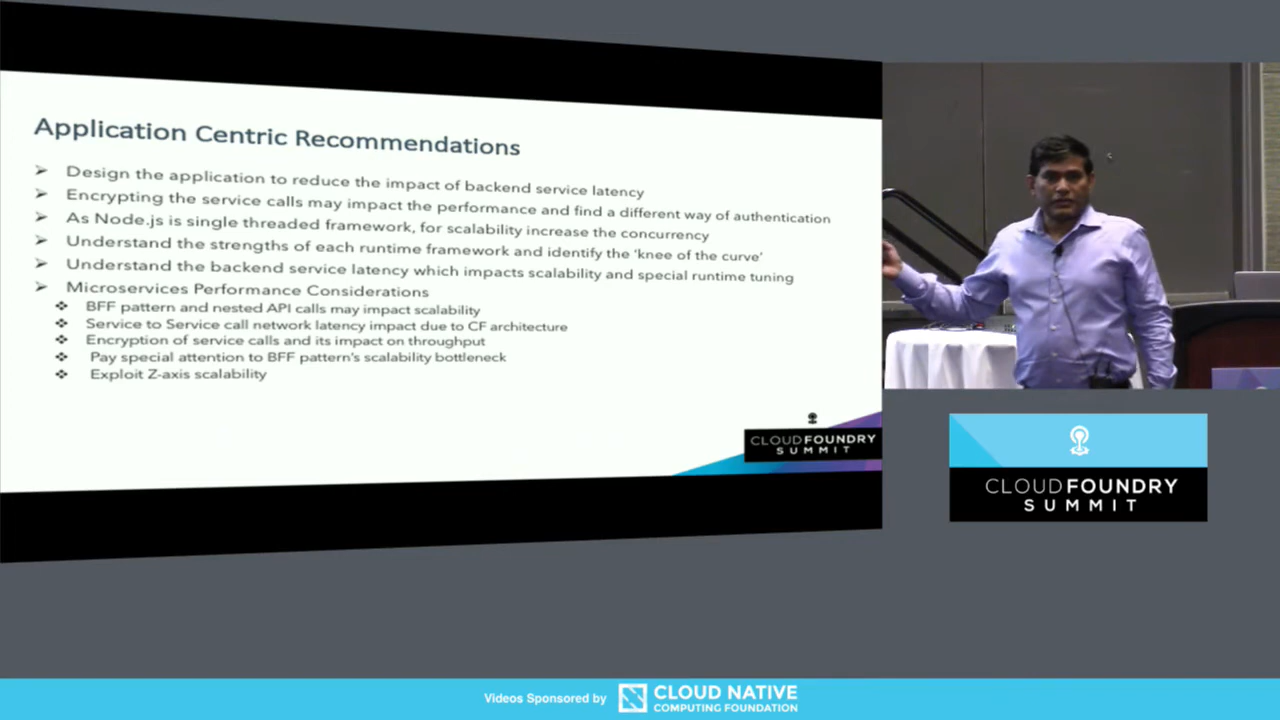 Application Centric Recommendations
Design the application to reduce the impact of backend service latency
Encrypting the service calls may impact the performance and find a different way of authentication
As Node.js is single threaded framework, for scalability increase the concurrency
Understand the strengths of each runtime framework and identify the ‘knee of the curve’
Understand the backend service latency which impacts scalability and special runtime tuning
Microservices Performance Considerations
BFF pattern and nested API calls may impact scalability
Service to Service call network latency impact due to CF architecture
Encryption of service calls and its impact on throughput
Pay special attention to BFF pattern’s scalability bottleneck
Exploit Z-axis scalability
CLOUDFOUNDRY
SUMMIT
CLOUDFOUNDRY
SUMMIT
Videos Sponsored by
CLOUD NATIVE
COMPUTING FOUNDATION